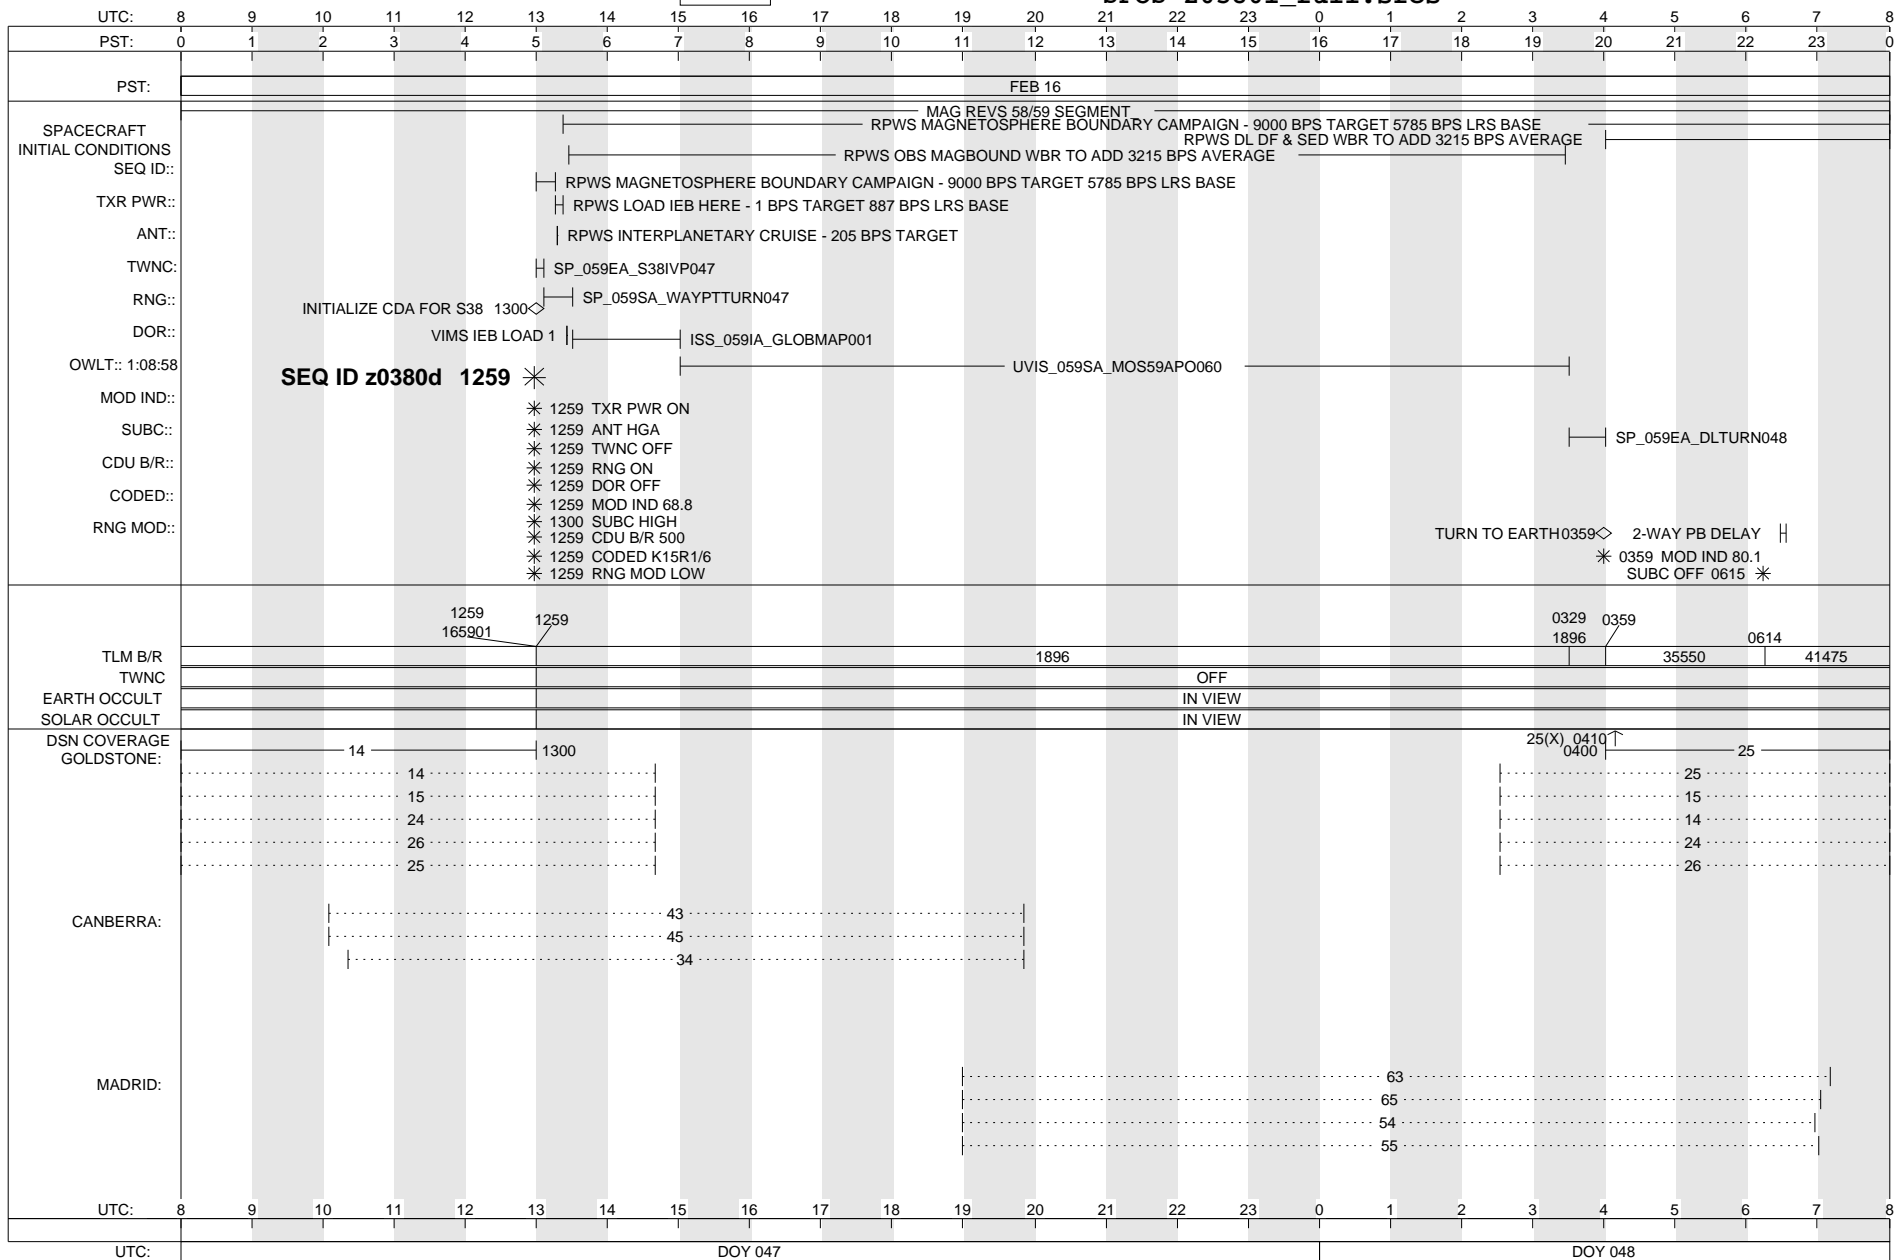 UTC: 8 9 10 11 12 13 14 15 16 17 18 19 20 21 22 23 0 1 2 3 4 5 6 7 8
PST: 0 1 2 3 4 5 6 7 8 9 10 11 12 13 14 15 16 17 18 19 20 21 22 23 0
PST: FEB 16
MAG REVS 58/59 SEGMENT
SPACECRAFT
INITIAL CONDITIONS
RPWS MAGNETOSPHERE BOUNDARY CAMPAIGN - 9000 BPS TARGET 5785 BPS LRS BASE
RPWS DL DF & SED WBR TO ADD 3215 BPS AVERAGE
RPWS OBS MAGBOUND WBR TO ADD 3215 BPS AVERAGE
SEQ ID::
RPWS MAGNETOSPHERE BOUNDARY CAMPAIGN - 9000 BPS TARGET 5785 BPS LRS BASE
TXR PWR::
RPWS LOAD IEB HERE - 1 BPS TARGET 887 BPS LRS BASE
ANT::
RPWS INTERPLANETARY CRUISE - 205 BPS TARGET
TWNC:
SP_059EA_S38IVP047
RNG::
SP_059SA_WAYPTTURN047
INITIALIZE CDA FOR S38 1300
DOR::
VIMS IEB LOAD 1
ISS_059IA_GLOBMAP001
OWLT:: 1:08:58
UVIS_059SA_MOS59APO060
SEQ ID z0380d 1259
MOD IND::
1259 TXR PWR ON
SUBC::
1259 ANT HGA
SP_059EA_DLTURN048
1259 TWNC OFF
CDU B/R::
1259 RNG ON
1259 DOR OFF
CODED::
1259 MOD IND 68.8
1300 SUBC HIGH
RNG MOD::
1259 CDU B/R 500
TURN TO EARTH0359
2-WAY PB DELAY
1259 CODED K15R1/6
0359 MOD IND 80.1
1259 RNG MOD LOW
SUBC OFF 0615
1259
165901
1259
0329
1896
0359
0614
TLM B/R 1896 35550 41475
TWNC OFF
EARTH OCCULT IN VIEW
SOLAR OCCULT IN VIEW
DSN COVERAGE
GOLDSTONE:
14 1300
25(X) 0410
0400 25
14 25
15 15
24 14
26 24
25 26
CANBERRA:
43
45
34
MADRID:
63
65
54
55
UTC: 8 9 10 11 12 13 14 15 16 17 18 19 20 21 22 23 0 1 2 3 4 5 6 7 8
UTC: DOY 047 DOY 048